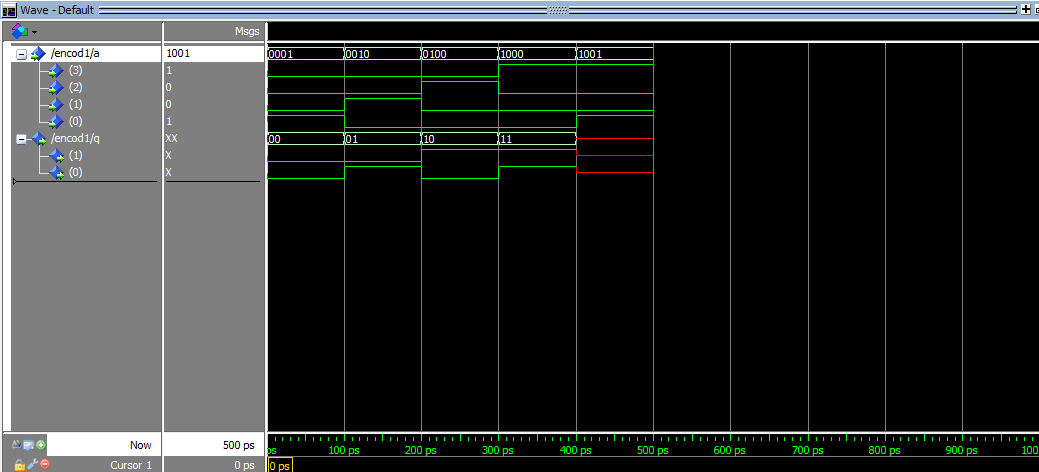 Wave - Default
Msgs
/encod1/a 1001 0001 0010 0100 1000 1001
(3) 1
(2) 0
(1) 0
(0) 1
/encod1/q XX 00 01 10 11
(1) X
(0) X
Now 500 ps ps 100 ps 200 ps 300 ps 400 ps 500 ps 600 ps 700 ps 800 ps 900 ps 100
Cursor 1 0 ps 0 ps